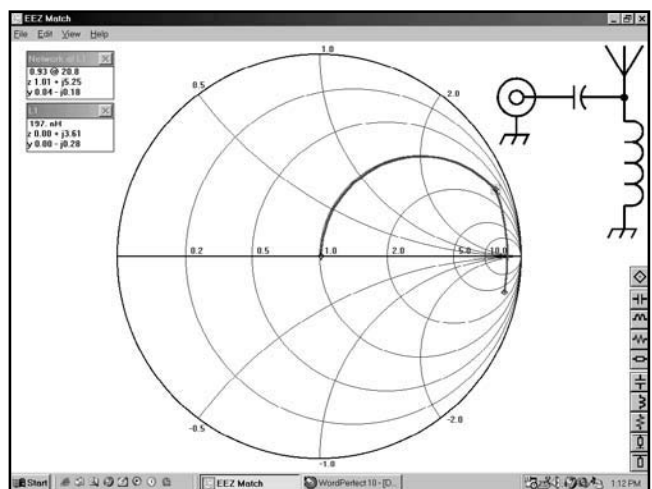 EEZ Match
File Edit View Help
Network @ L1
0.93 @ 20.8
z 1.01 + j5.25
y 0.04 - j0.18
L1
197. nH
z 0.00 + j3.61
y 0.00 - j0.28
1.0
0.5
2.0
0.2
0.5
1.0
2.0
5.0
10.0
-0.5
-2.0
-1.0
Start
EEZ Match
WordPerfect 10 - [D...
1:12 PM